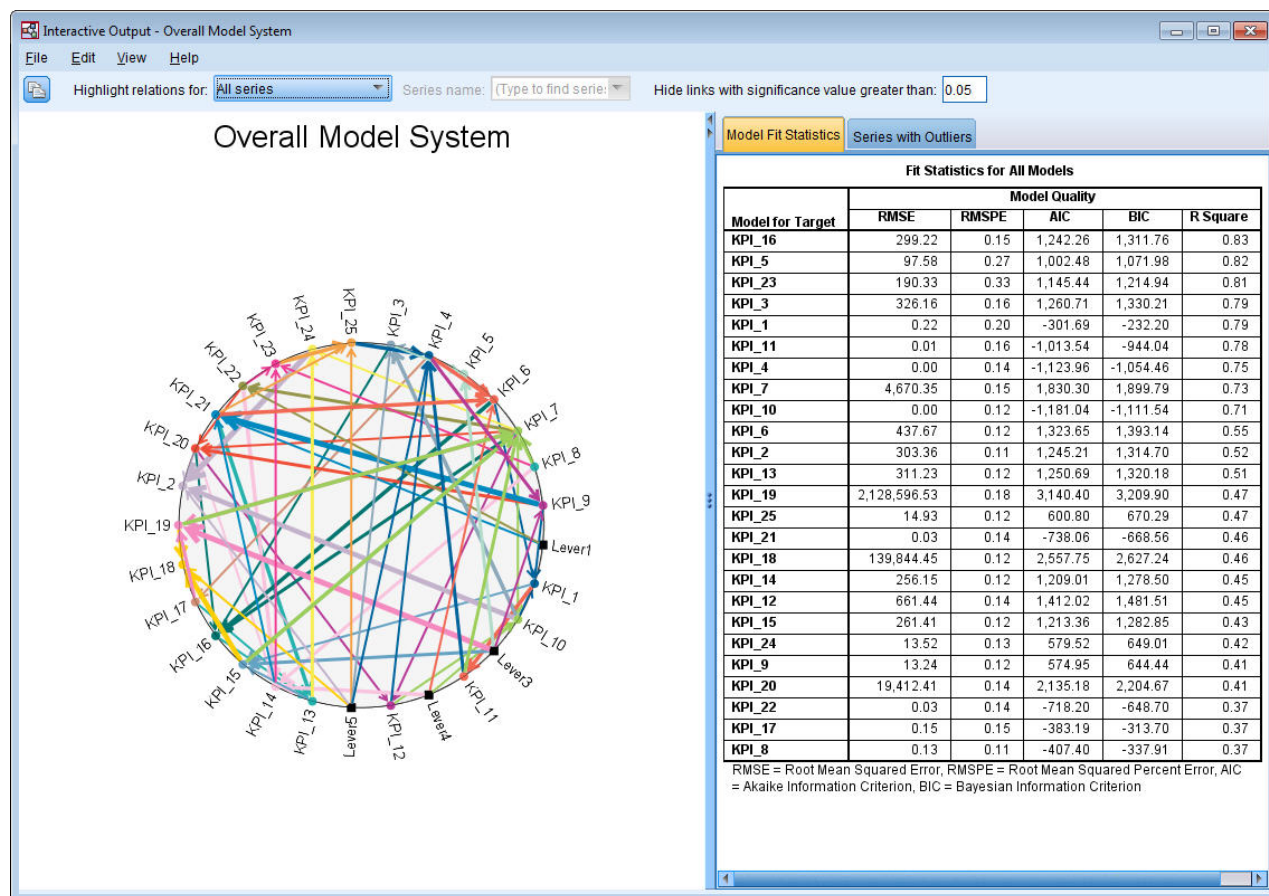 Interactive Output - Overall Model System
File Edit View Help
Highlight relations for: All series Series name: (Type to find series Hide links with significance value greater than: 0.05
Overall Model System
KPI_3
KPI_4
KPI_5
KPI_6
KPI_7
KPI_8
KPI_9
Lever1
KPI_1
KPI_10
Lever3
KPI_11
Lever4
KPI_12
Lever5
KPI_13
KPI_14
KPI_15
KPI_16
KPI_17
KPI_18
KPI_19
KPI_2
KPI_20
KPI_21
KPI_22
KPI_23
KPI_24
KPI_25
Model Fit Statistics Series with Outliers
Fit Statistics for All Models
Model Quality
Model for Target RMSE RMSPE AIC BIC R Square
KPI_16 299.22 0.15 1,242.26 1,311.76 0.83
KPI_5 97.58 0.27 1,002.48 1,071.98 0.82
KPI_23 190.33 0.33 1,145.44 1,214.94 0.81
KPI_3 326.16 0.16 1,260.71 1,330.21 0.79
KPI_1 0.22 0.20 -301.69 -232.20 0.79
KPI_11 0.01 0.16 -1,013.54 -944.04 0.78
KPI_4 0.00 0.14 -1,123.96 -1,054.46 0.75
KPI_7 4,670.35 0.15 1,830.30 1,899.79 0.73
KPI_10 0.00 0.12 -1,181.04 -1,111.54 0.71
KPI_6 437.67 0.12 1,323.65 1,393.14 0.55
KPI_2 303.36 0.11 1,245.21 1,314.70 0.52
KPI_13 311.23 0.12 1,250.69 1,320.18 0.51
KPI_19 2,128,596.53 0.18 3,140.40 3,209.90 0.47
KPI_25 14.93 0.12 600.80 670.29 0.47
KPI_21 0.03 0.14 -738.06 -668.56 0.46
KPI_18 139,844.45 0.12 2,557.75 2,627.24 0.46
KPI_14 256.15 0.12 1,209.01 1,278.50 0.45
KPI_12 661.44 0.14 1,412.02 1,481.51 0.45
KPI_15 261.41 0.12 1,213.36 1,282.85 0.43
KPI_24 13.52 0.13 579.52 649.01 0.42
KPI_9 13.24 0.12 574.95 644.44 0.41
KPI_20 19,412.41 0.14 2,135.18 2,204.67 0.41
KPI_22 0.03 0.14 -718.20 -648.70 0.37
KPI_17 0.15 0.15 -383.19 -313.70 0.37
KPI_8 0.13 0.11 -407.40 -337.91 0.37
RMSE = Root Mean Squared Error, RMSPE = Root Mean Squared Percent Error, AIC
= Akaike Information Criterion, BIC = Bayesian Information Criterion